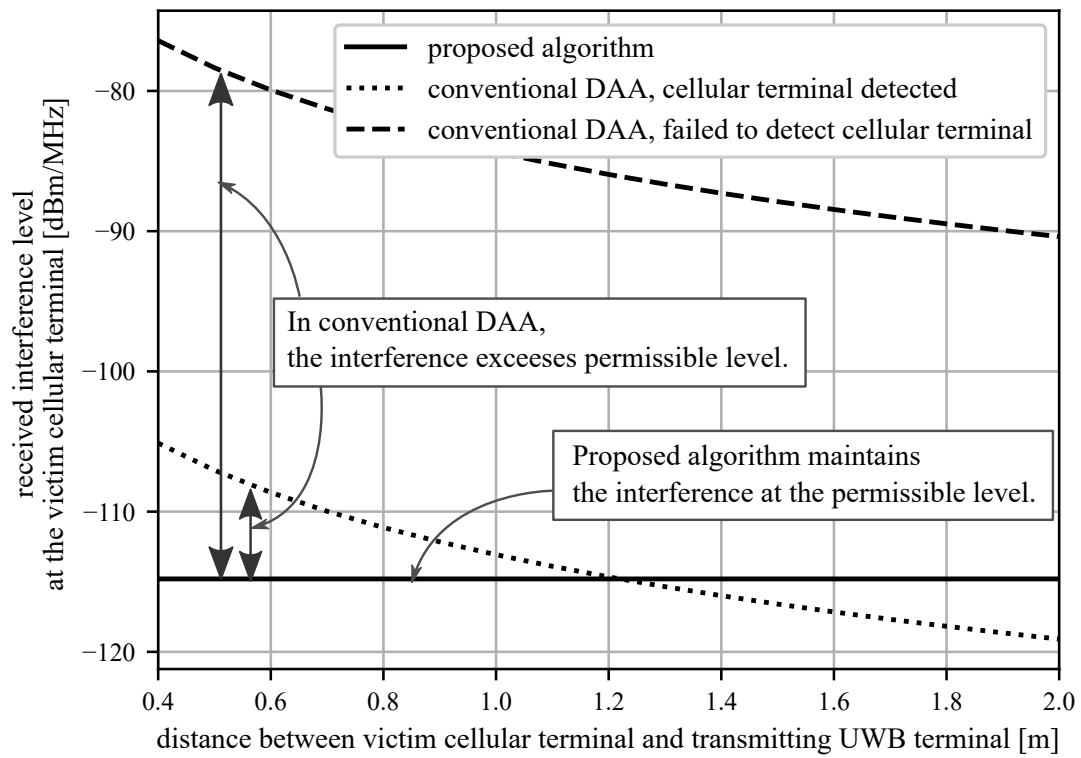 proposed algorithm
conventional DAA, cellular terminal detected
conventional DAA, failed to detect cellular terminal
received interference level
at the victim cellular terminal [dBm/MHz]
−80
−90
−100
−110
−120
In conventional DAA,
the interference exceeses permissible level.
Proposed algorithm maintains
the interference at the permissible level.
0.4 0.6 0.8 1.0 1.2 1.4 1.6 1.8 2.0
distance between victim cellular terminal and transmitting UWB terminal [m]